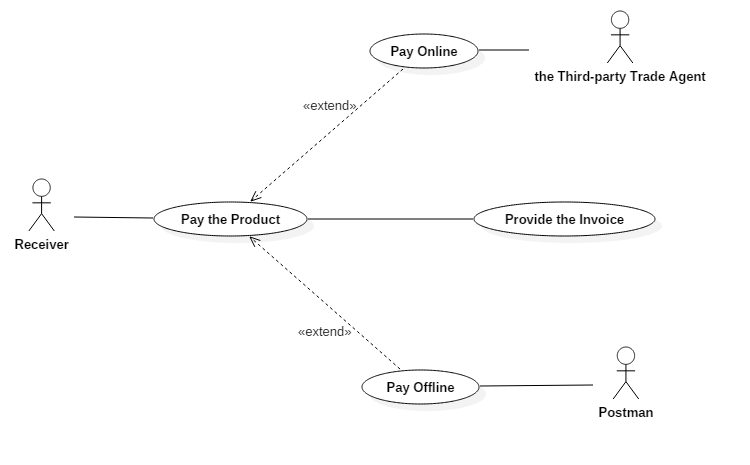 Pay Online
the Third-party Trade Agent
«extend»
Receiver
Pay the Product
Provide the Invoice
«extend»
Pay Offline
Postman